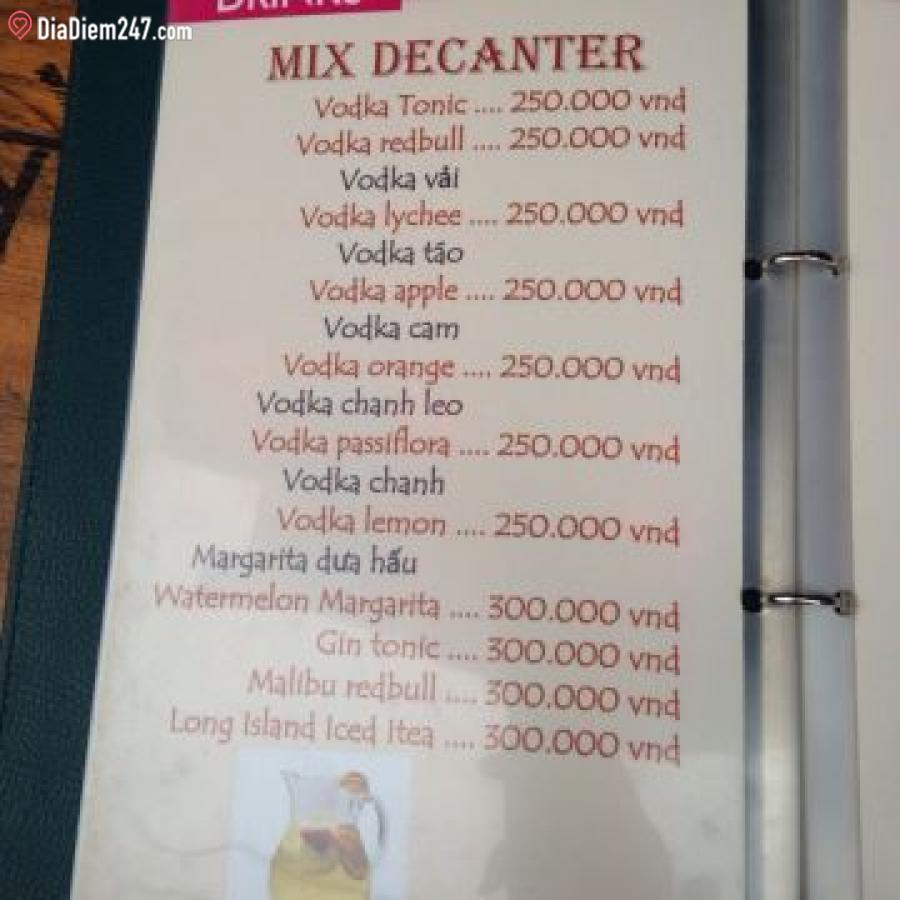 DiaDiem247.com
DRINKS
MIX DECANTER
Vodka Tonic .... 250.000 vnd
Vodka redbull .... 250.000 vnd
Vodka vải
Vodka lychee .... 250.000 vnd
Vodka táo
Vodka apple .... 250.000 vnd
Vodka cam
Vodka orange .... 250.000 vnd
Vodka chanh leo
Vodka passiflora .... 250.000 vnd
Vodka chanh
Vodka lemon .... 250.000 vnd
Margarita dưa hấu
Watermelon Margarita .... 300.000 vnd
Gin tonic .... 300.000 vnd
Malibu redbull .... 300.000 vnd
Long Island Iced Itea .... 300.000 vnd